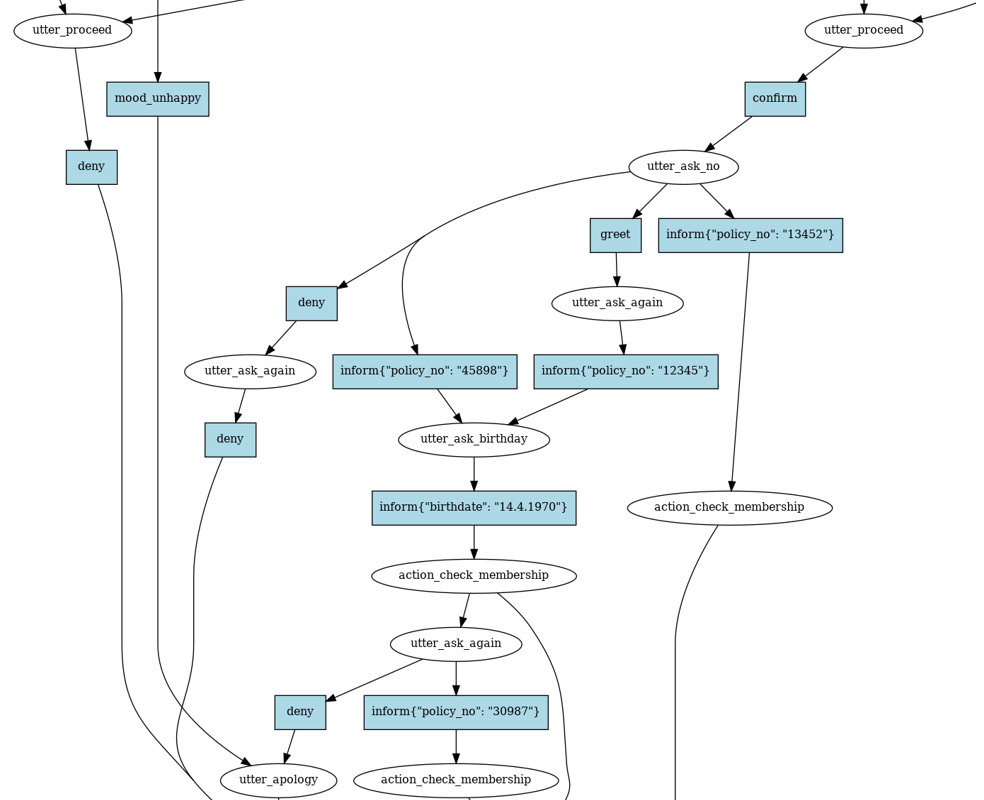 utter_proceed
utter_proceed
mood_unhappy
confirm
deny
utter_ask_no
greet
inform{"policy_no": "13452"}
deny
utter_ask_again
utter_ask_again
inform{"policy_no": "45898"}
inform{"policy_no": "12345"}
deny
utter_ask_birthday
inform{"birthdate": "14.4.1970"}
action_check_membership
action_check_membership
utter_ask_again
deny
inform{"policy_no": "30987"}
utter_apology
action_check_membership